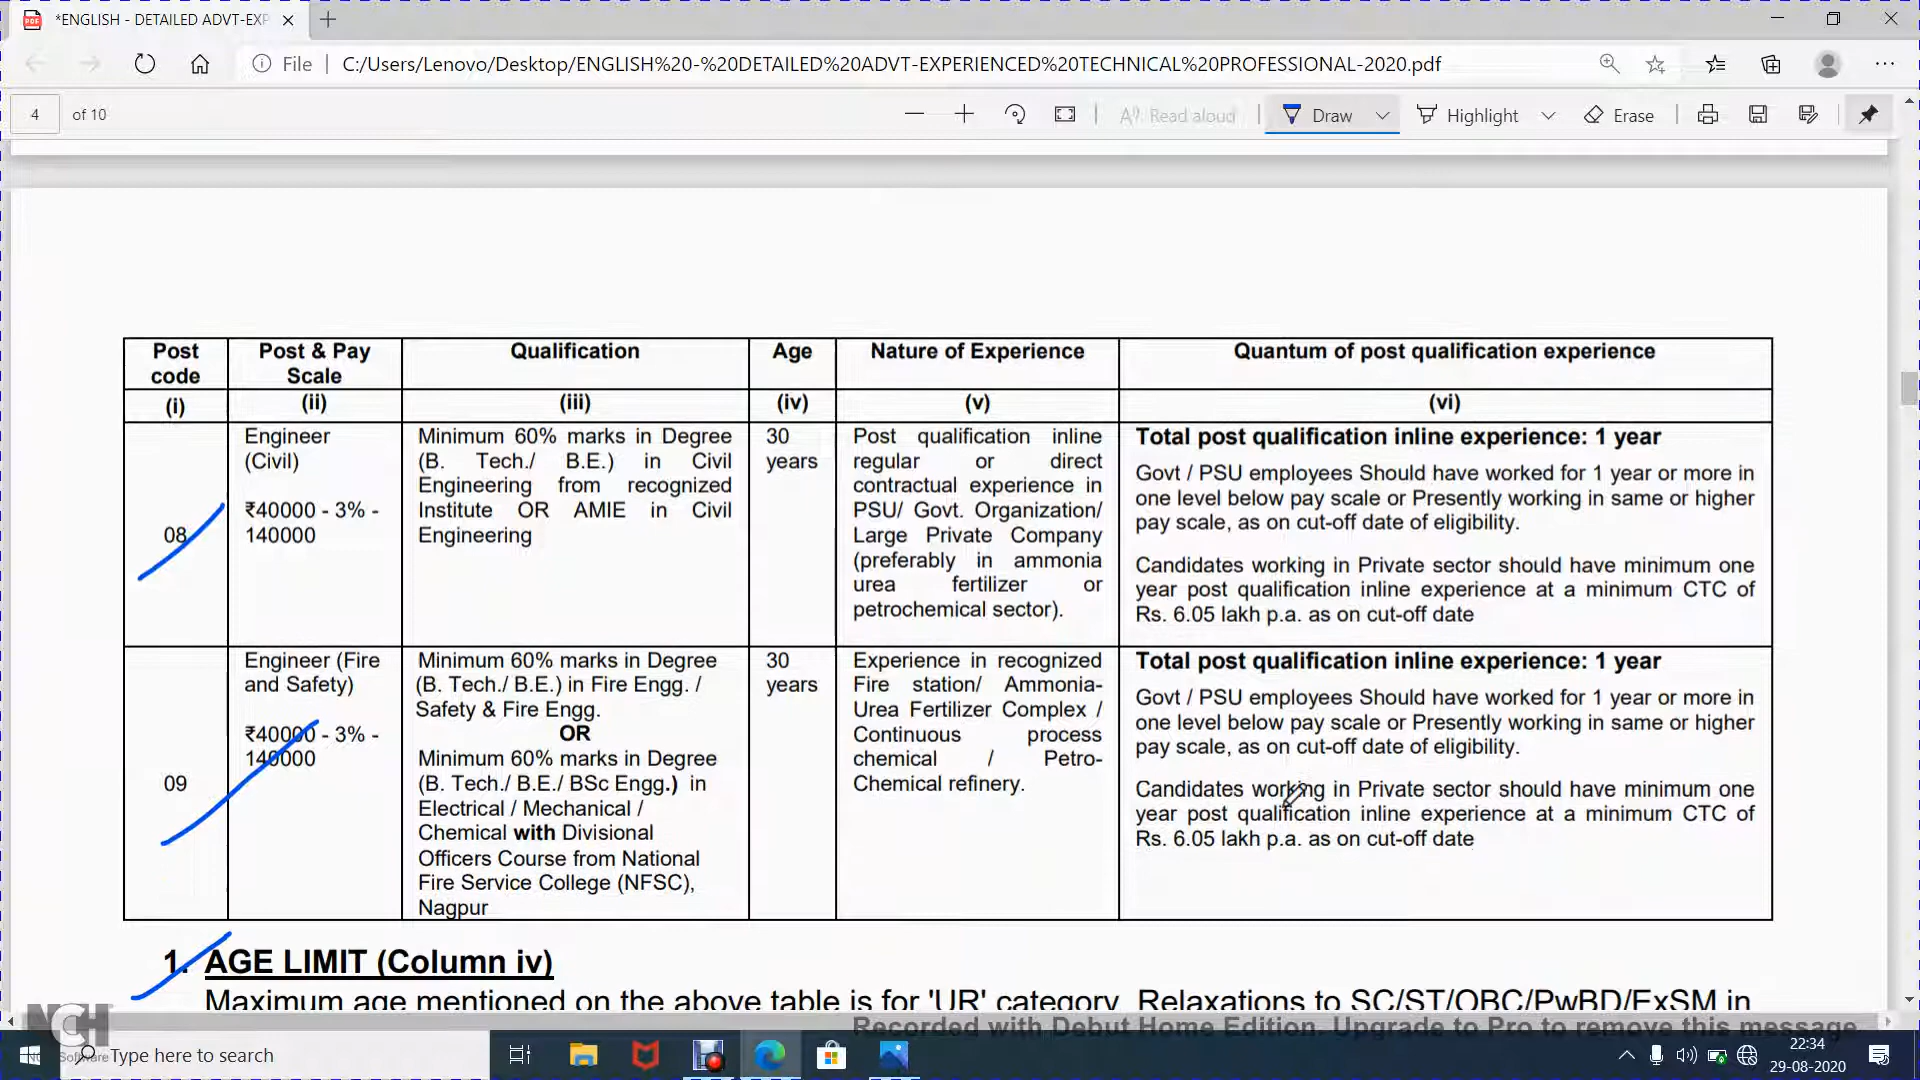 *ENGLISH - DETAILED ADVT-EXP
File
C:/Users/Lenovo/Desktop/ENGLISH%20-%20DETAILED%20ADVT-EXPERIENCED%20TECHNICAL%20PROFESSIONAL-2020.pdf
4 of 10
Read aloud
Draw
Highlight
Erase
Post code
Post & Pay Scale
Qualification
Age
Nature of Experience
Quantum of post qualification experience
(i)
(ii)
(iii)
(iv)
(v)
(vi)
08
Engineer
(Civil)
₹40000 - 3% -
140000
Minimum 60% marks in Degree
(B. Tech./ B.E.) in Civil
Engineering from recognized
Institute OR AMIE in Civil
Engineering
30
years
Post qualification inline
regular or direct
contractual experience in
PSU/ Govt. Organization/
Large Private Company
(preferably in ammonia
urea fertilizer or
petrochemical sector).
Total post qualification inline experience: 1 year
Govt / PSU employees Should have worked for 1 year or more in
one level below pay scale or Presently working in same or higher
pay scale, as on cut-off date of eligibility.
Candidates working in Private sector should have minimum one
year post qualification inline experience at a minimum CTC of
Rs. 6.05 lakh p.a. as on cut-off date
09
Engineer (Fire
and Safety)
₹40000 - 3% -
140000
Minimum 60% marks in Degree
(B. Tech./ B.E.) in Fire Engg. /
Safety & Fire Engg.
OR
Minimum 60% marks in Degree
(B. Tech./ B.E./ BSc Engg.) in
Electrical / Mechanical /
Chemical with Divisional
Officers Course from National
Fire Service College (NFSC),
Nagpur
30
years
Experience in recognized
Fire station/ Ammonia-
Urea Fertilizer Complex /
Continuous process
chemical / Petro-
Chemical refinery.
Total post qualification inline experience: 1 year
Govt / PSU employees Should have worked for 1 year or more in
one level below pay scale or Presently working in same or higher
pay scale, as on cut-off date of eligibility.
Candidates working in Private sector should have minimum one
year post qualification inline experience at a minimum CTC of
Rs. 6.05 lakh p.a. as on cut-off date
1. AGE LIMIT (Column iv)
Maximum age mentioned on the above table is for 'UR' category. Relaxations to SC/ST/OBC/PwBD/ExSM in
NCH
Software
Recorded with Debut Home Edition. Upgrade to Pro to remove this message
Type here to search
22:34
29-08-2020